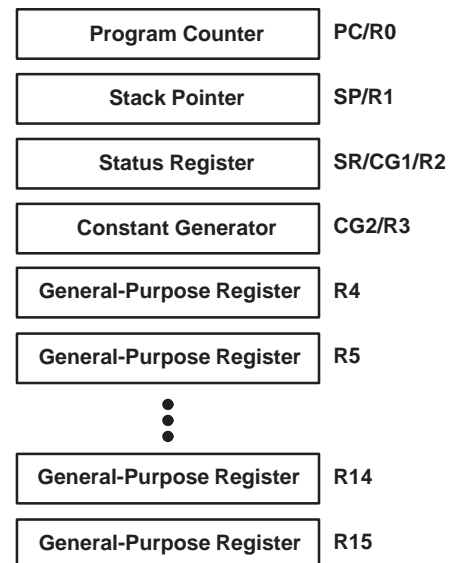 Program Counter PC/R0
Stack Pointer SP/R1
Status Register SR/CG1/R2
Constant Generator CG2/R3
General-Purpose Register R4
General-Purpose Register R5
General-Purpose Register R14
General-Purpose Register R15